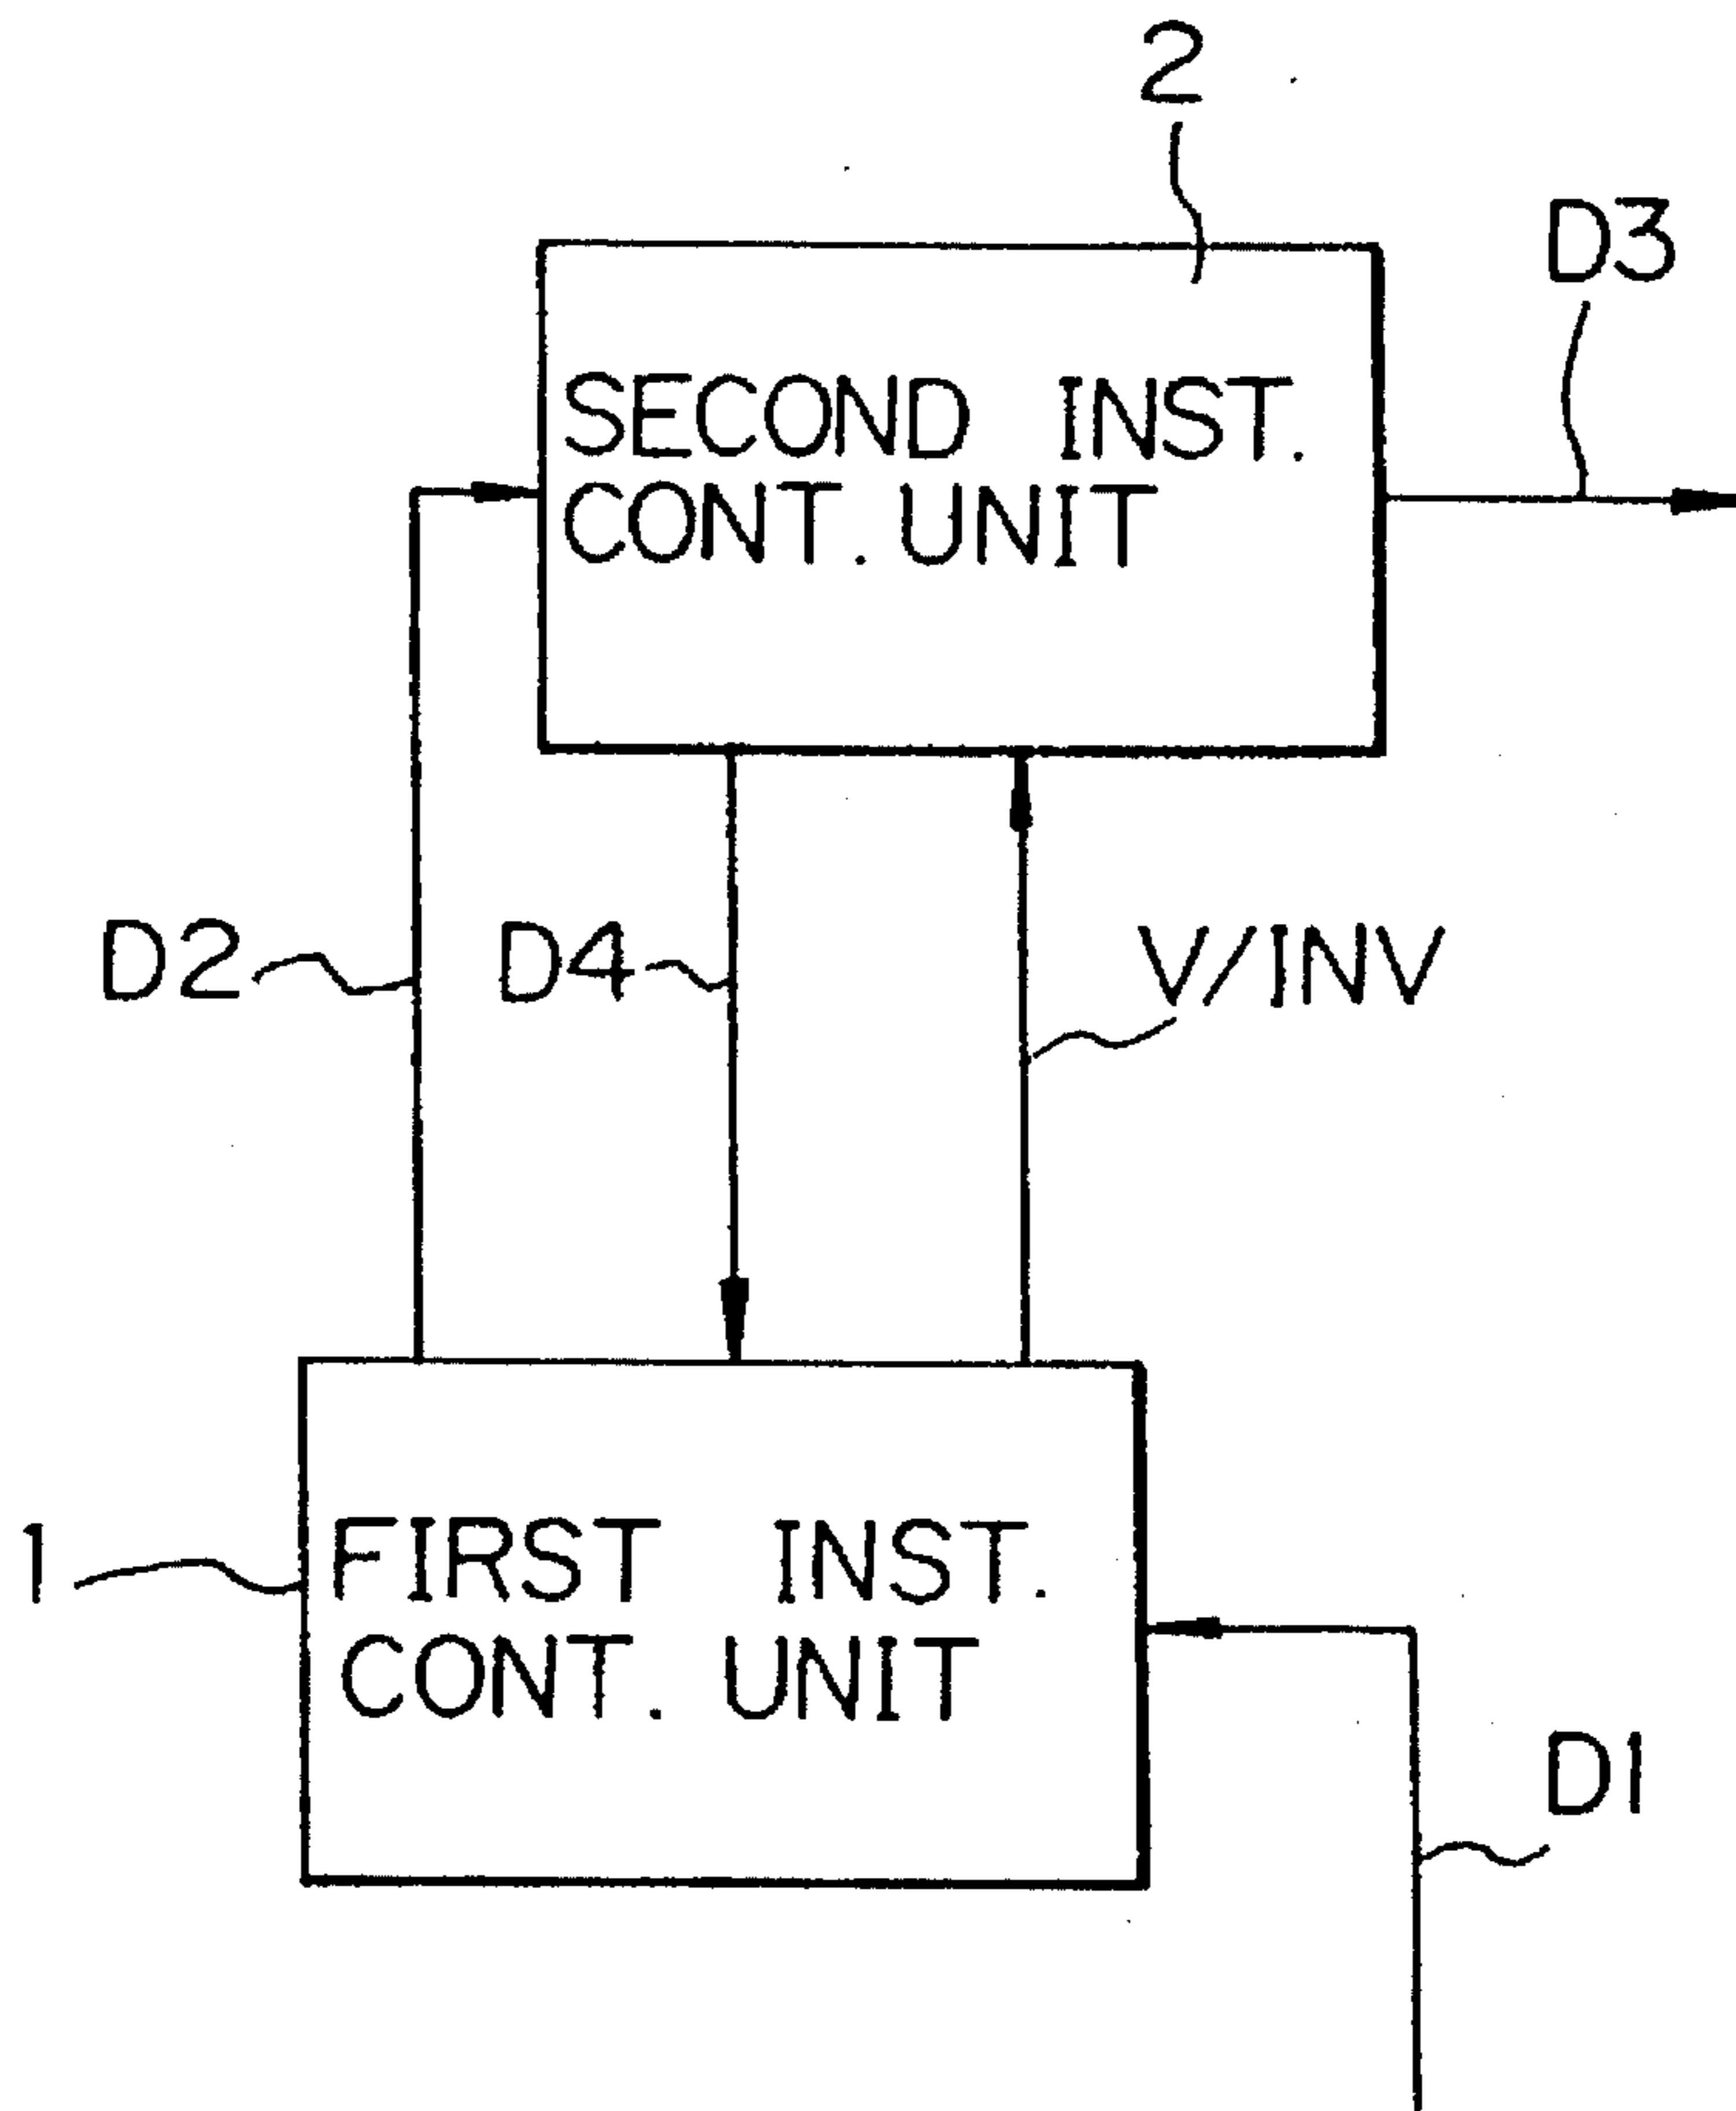 2
D3
SECOND INST.
CONT. UNIT
D2
D4
V/INV
1
FIRST INST.
CONT. UNIT
D1